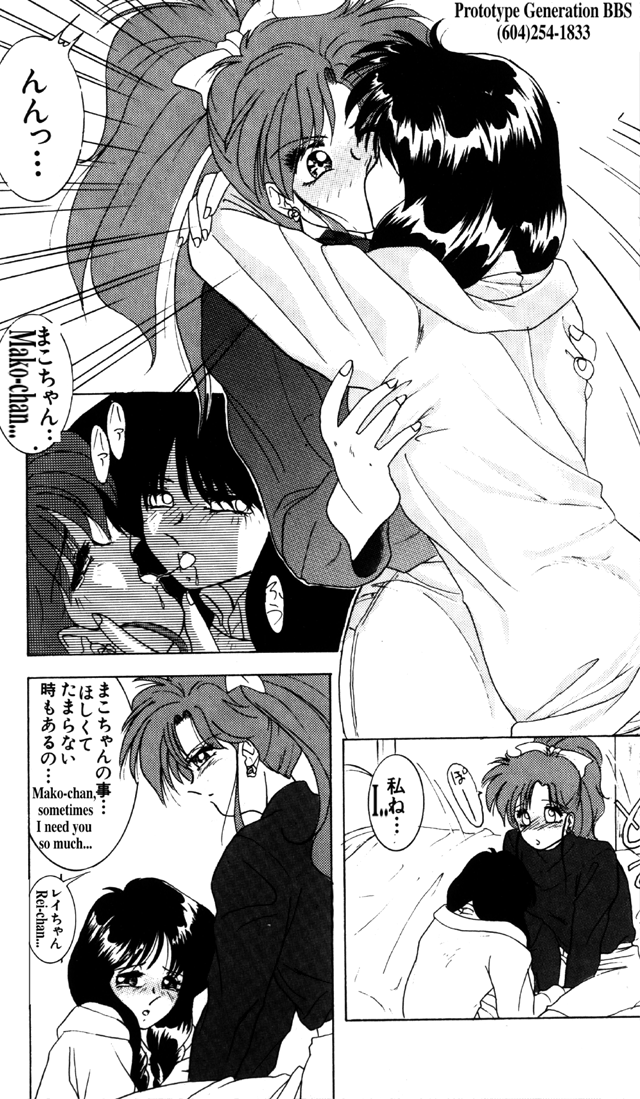 Prototype Generation BBS
(604)254-1833
んんっ…
まこちゃん…
Mako-chan...
私ね…
I...
ぽっ
まこちゃんの事…
ほしくて
たまらない
時もあるの…
Mako-chan,
sometimes
I need you
so much...
レイちゃん
Rei-chan...